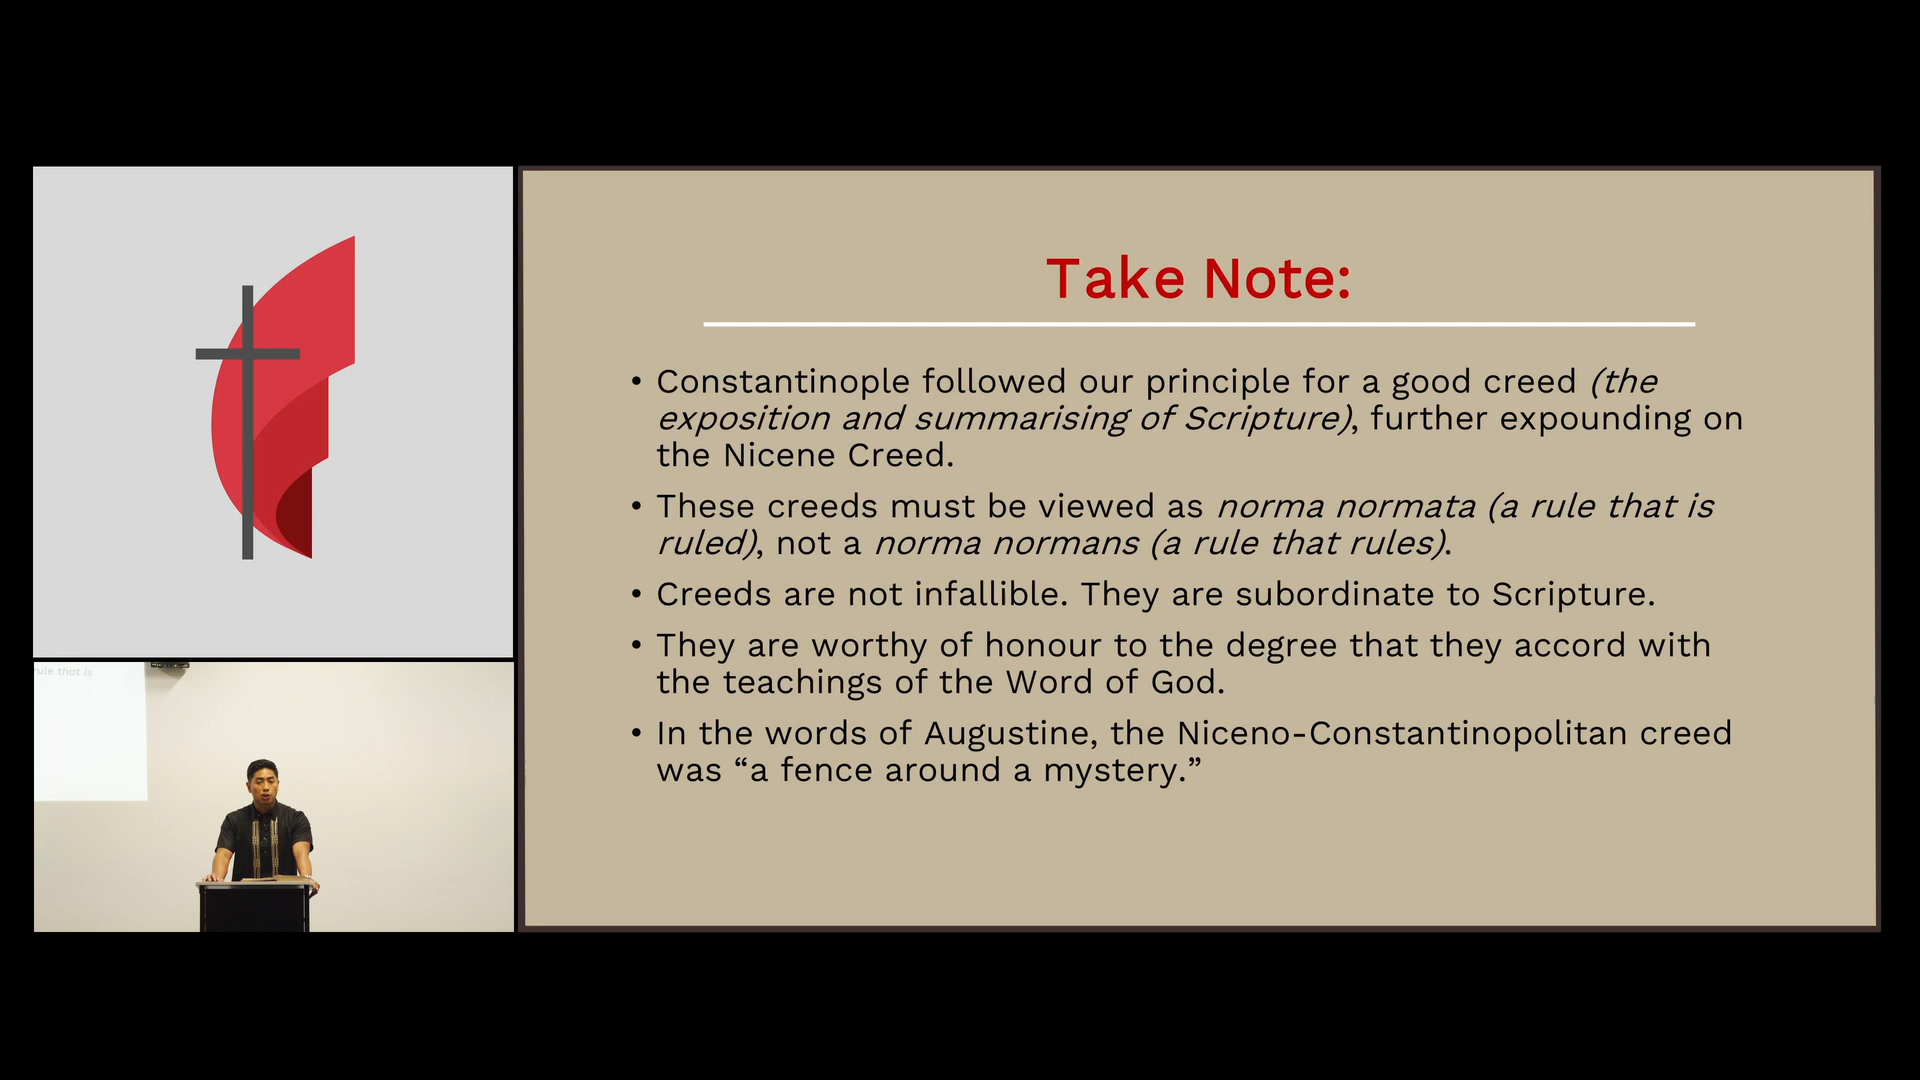 Take Note:
• Constantinople followed our principle for a good creed (the
exposition and summarising of Scripture), further expounding on
the Nicene Creed.
• These creeds must be viewed as norma normata (a rule that is
ruled), not a norma normans (a rule that rules).
• Creeds are not infallible. They are subordinate to Scripture.
• They are worthy of honour to the degree that they accord with
the teachings of the Word of God.
• In the words of Augustine, the Niceno-Constantinopolitan creed
was “a fence around a mystery.”
rule that is